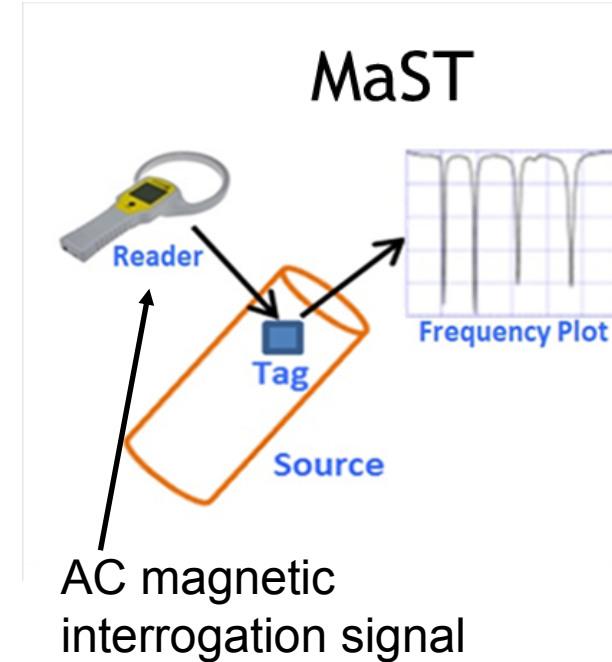 MaST
Reader
Frequency Plot
Tag
Source
AC magnetic
interrogation signal